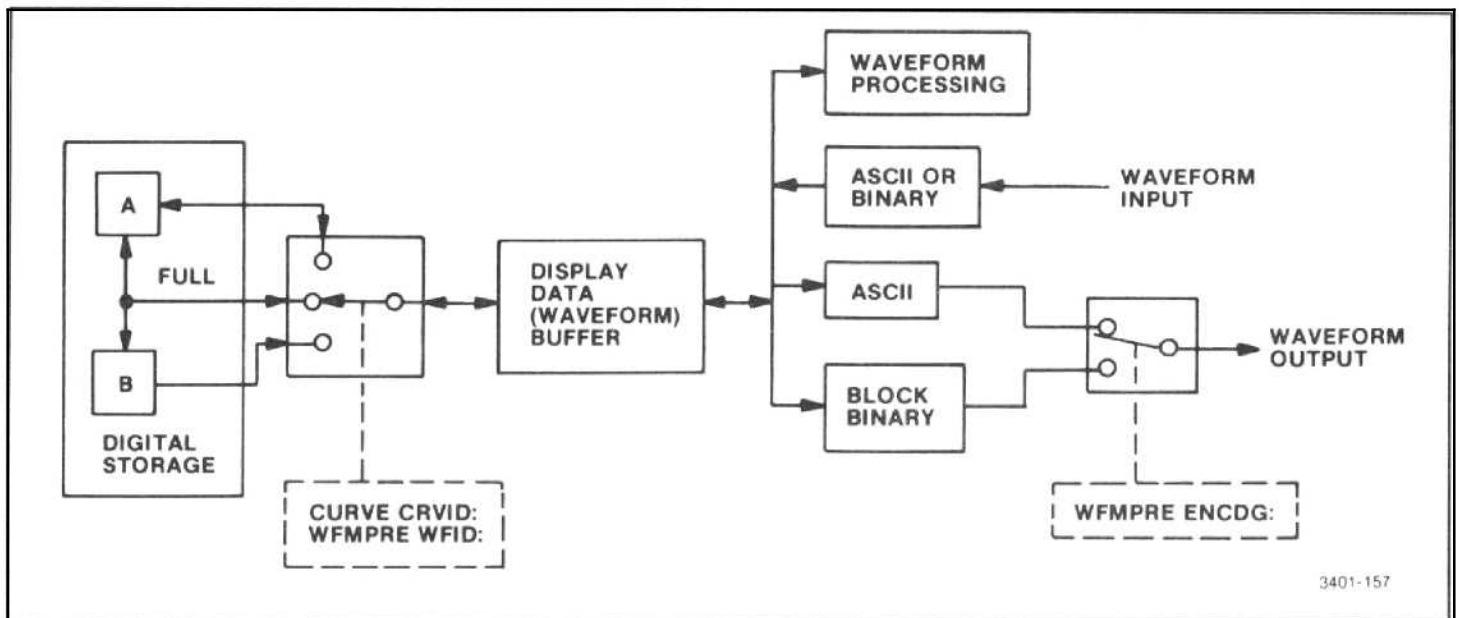 WAVEFORM
PROCESSING
A
ASCII OR
BINARY
WAVEFORM
INPUT
FULL
DISPLAY
DATA
(WAVEFORM)
BUFFER
ASCII
WAVEFORM
OUTPUT
B
BLOCK
BINARY
DIGITAL
STORAGE
CURVE CRVID:
WFMPRE WFID:
WFMPRE ENCDG:
3401-157